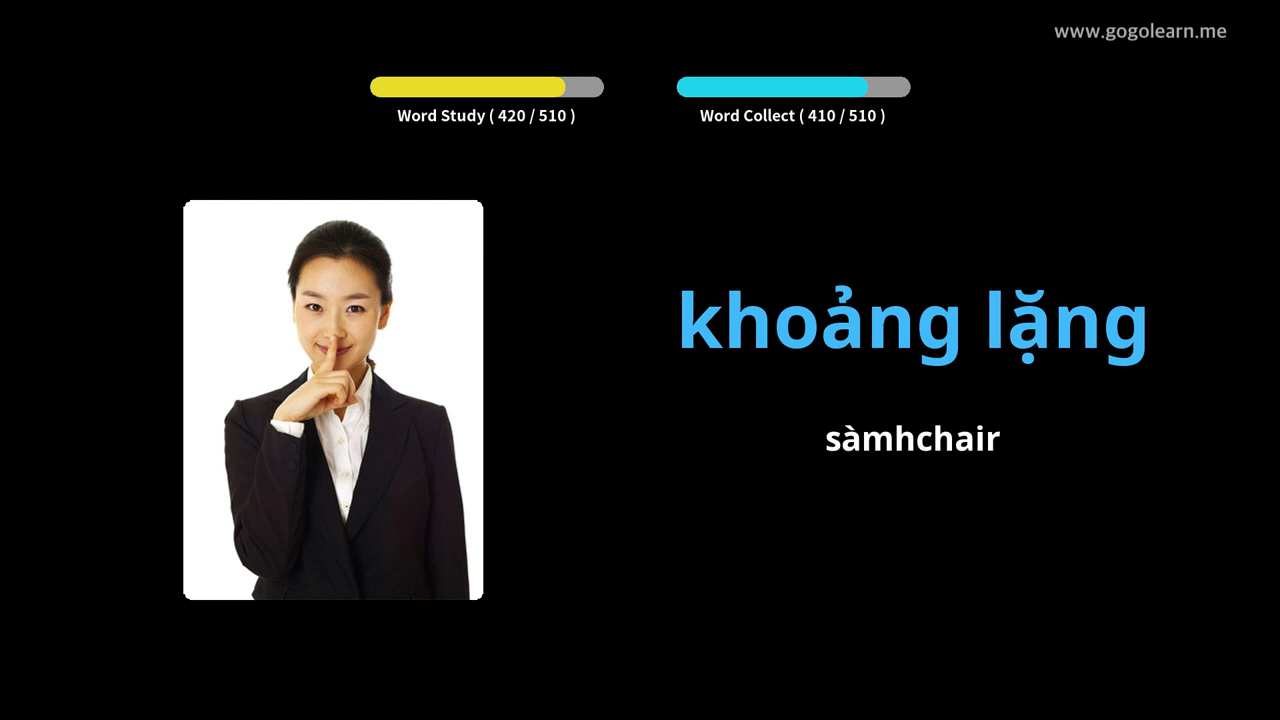 www.gogolearn.me
Word Study ( 420 / 510 )
Word Collect ( 410 / 510 )
khoảng lặng
sàmhchair